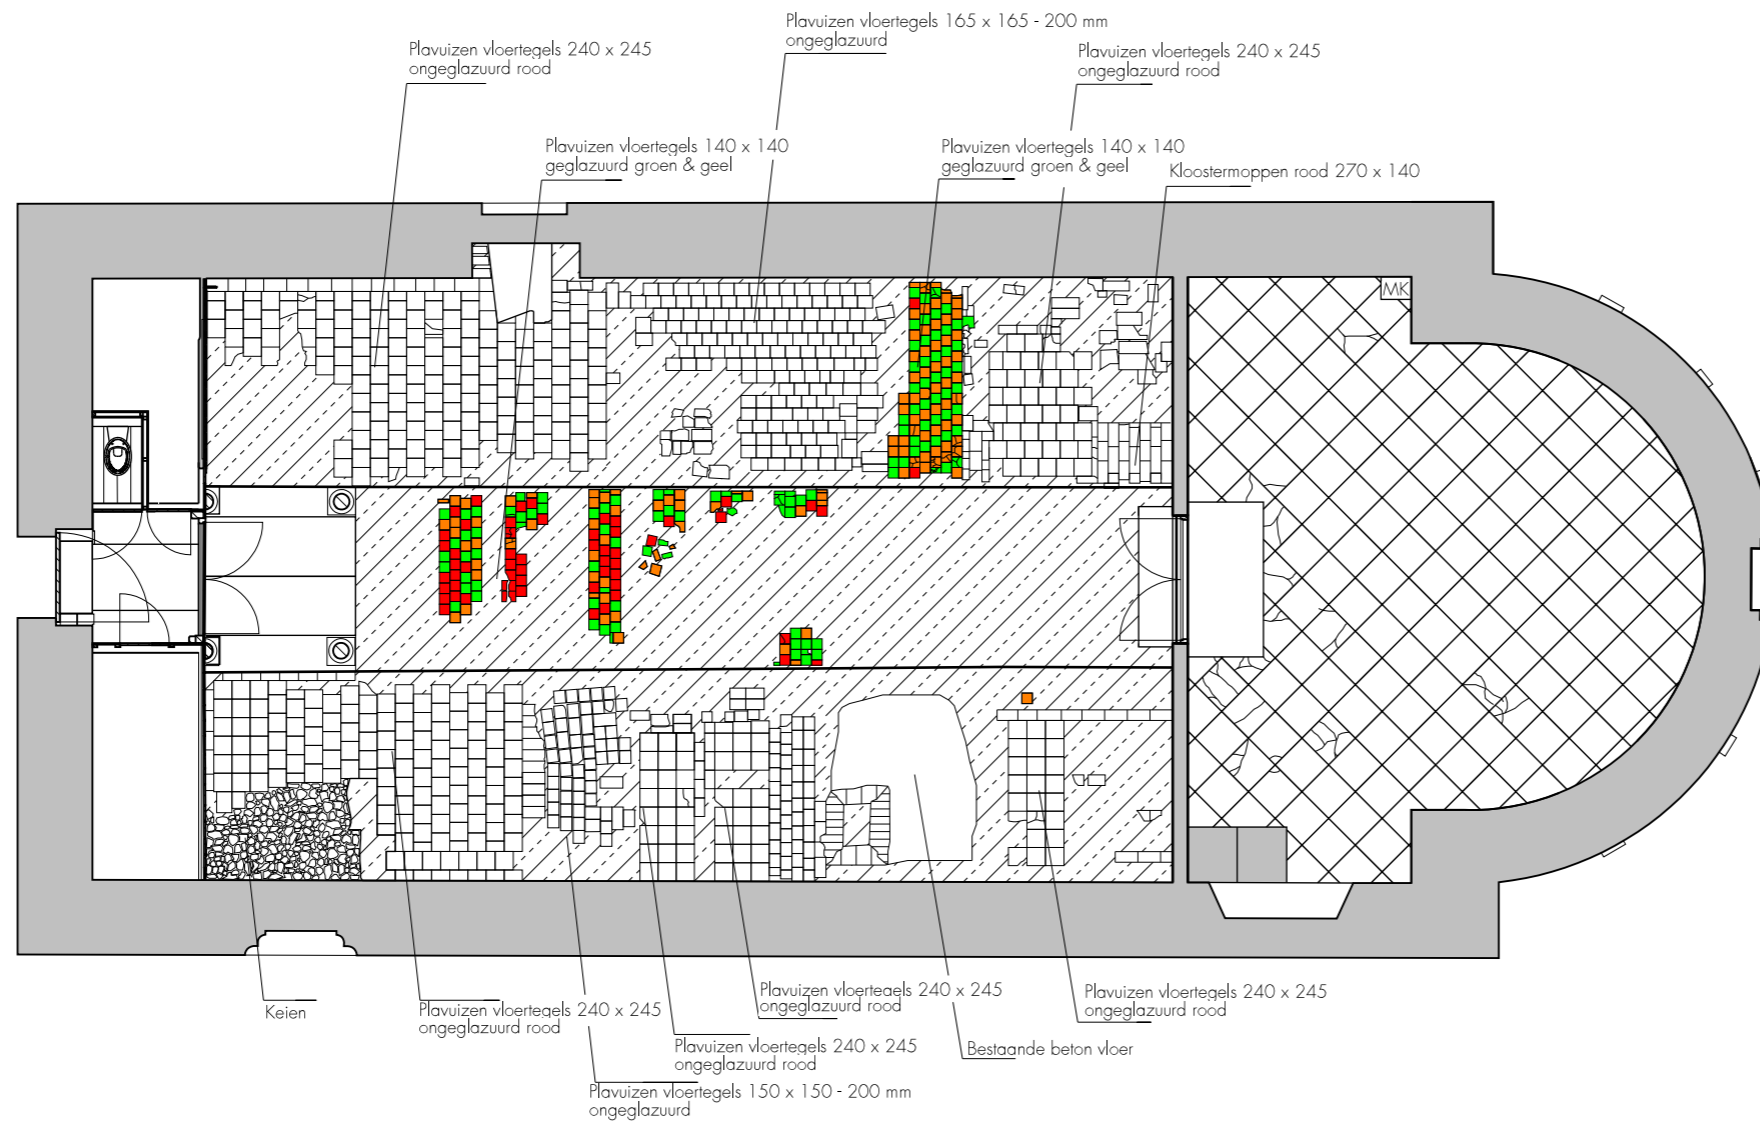 Plavuizen vloertegels 165 x 165 - 200 mm
ongeglazuurd
Plavuizen vloertegels 240 x 245
ongeglazuurd rood
Plavuizen vloertegels 240 x 245
ongeglazuurd rood
Plavuizen vloertegels 140 x 140
geglazuurd groen & geel
Plavuizen vloertegels 140 x 140
geglazuurd groen & geel
Kloostermoppen rood 270 x 140
MK
Keien
Plavuizen vloertegels 240 x 245
ongeglazuurd rood
Plavuizen vloertegels 240 x 245
ongeglazuurd rood
Plavuizen vloertegels 240 x 245
ongeglazuurd rood
Plavuizen vloertegels 240 x 245
ongeglazuurd rood
Bestaande beton vloer
Plavuizen vloertegels 150 x 150 - 200 mm
ongeglazuurd